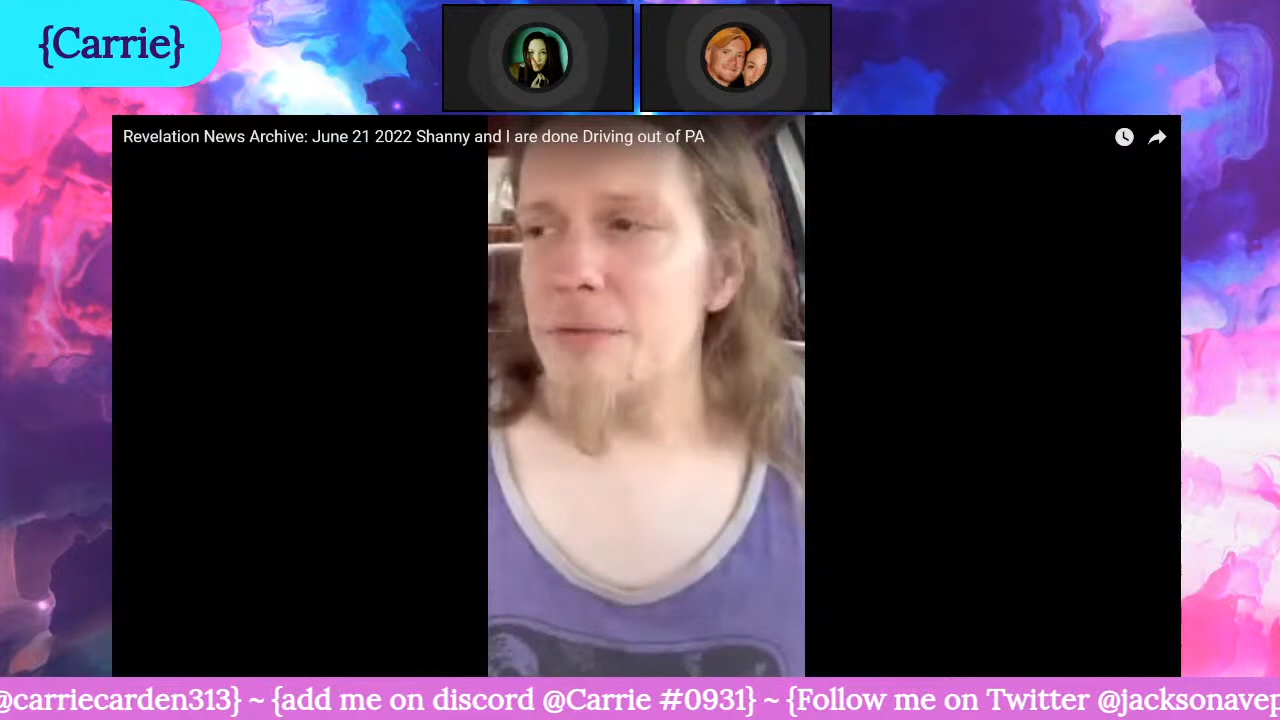 {Carrie}
Revelation News Archive: June 21 2022 Shanny and I are done Driving out of PA
@carriecarden313} ~ {add me on discord @Carrie #0931} ~ {Follow me on Twitter @jacksonavep